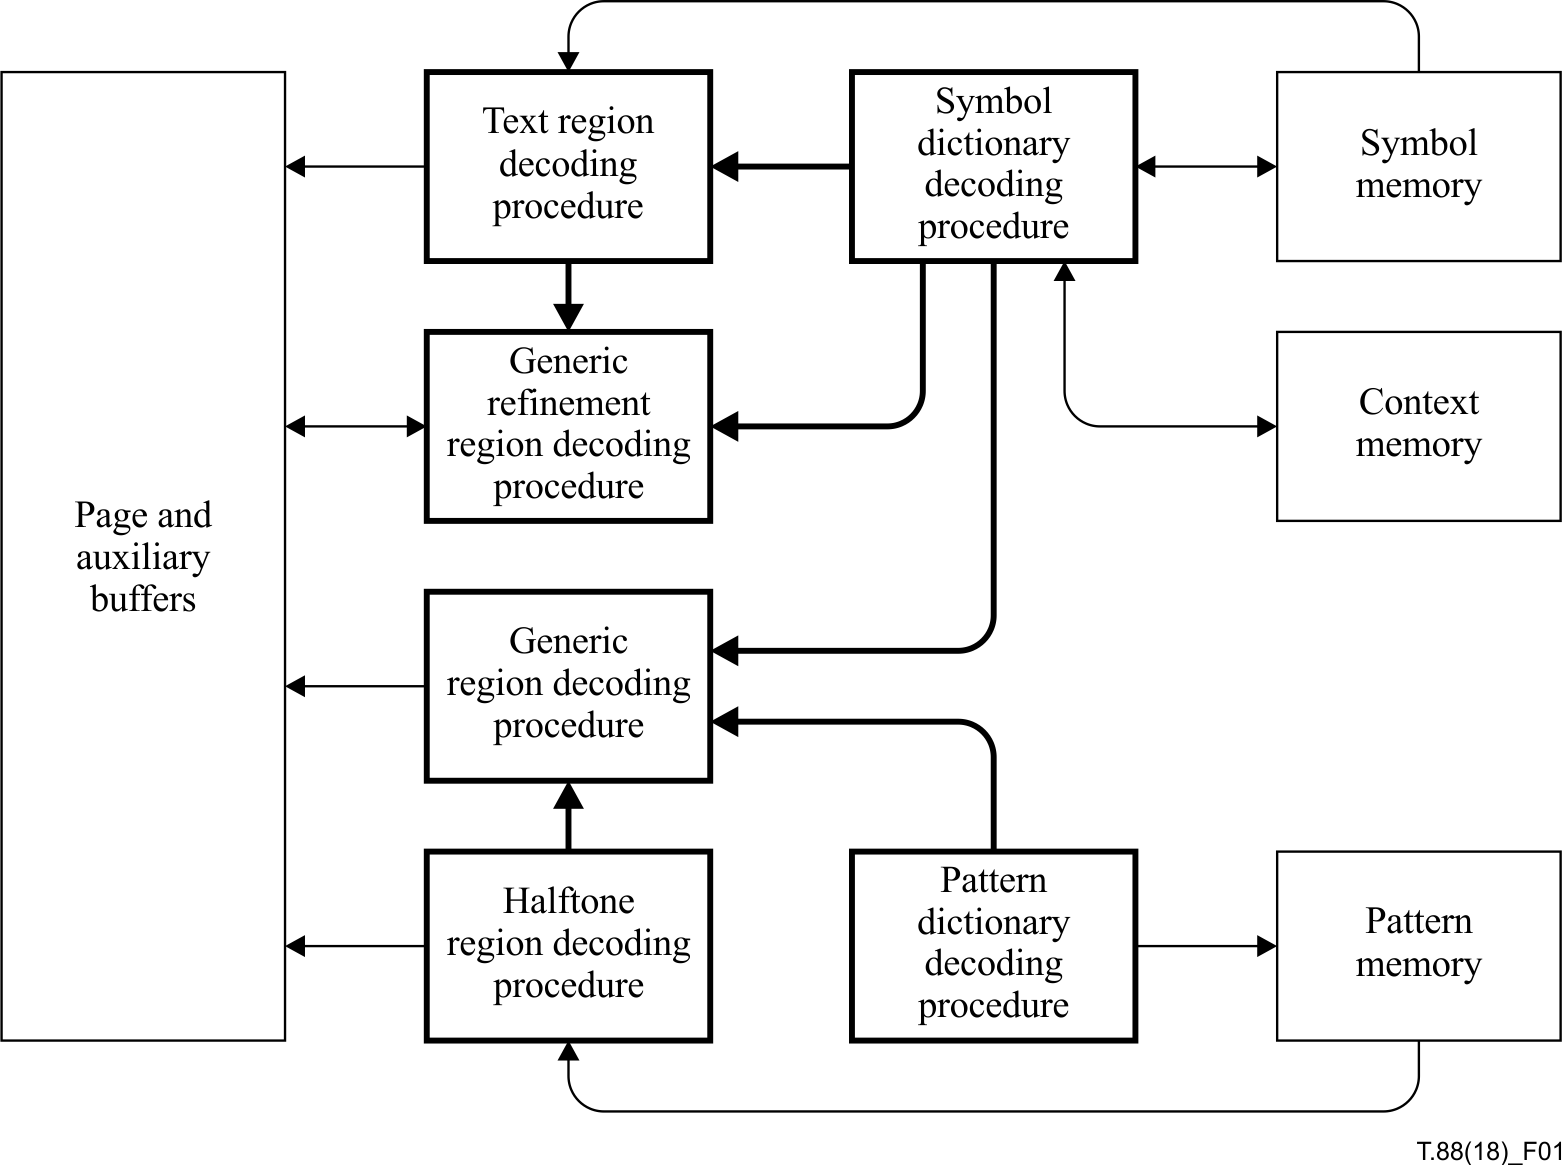 Text region
decoding
procedure
Symbol
dictionary
decoding
procedure
Symbol
memory
Generic
refinement
region decoding
procedure
Context
memory
Page and
auxiliary
buffers
Generic
region decoding
procedure
Halftone
region decoding
procedure
Pattern
dictionary
decoding
procedure
Pattern
memory
T.88(18)_F01